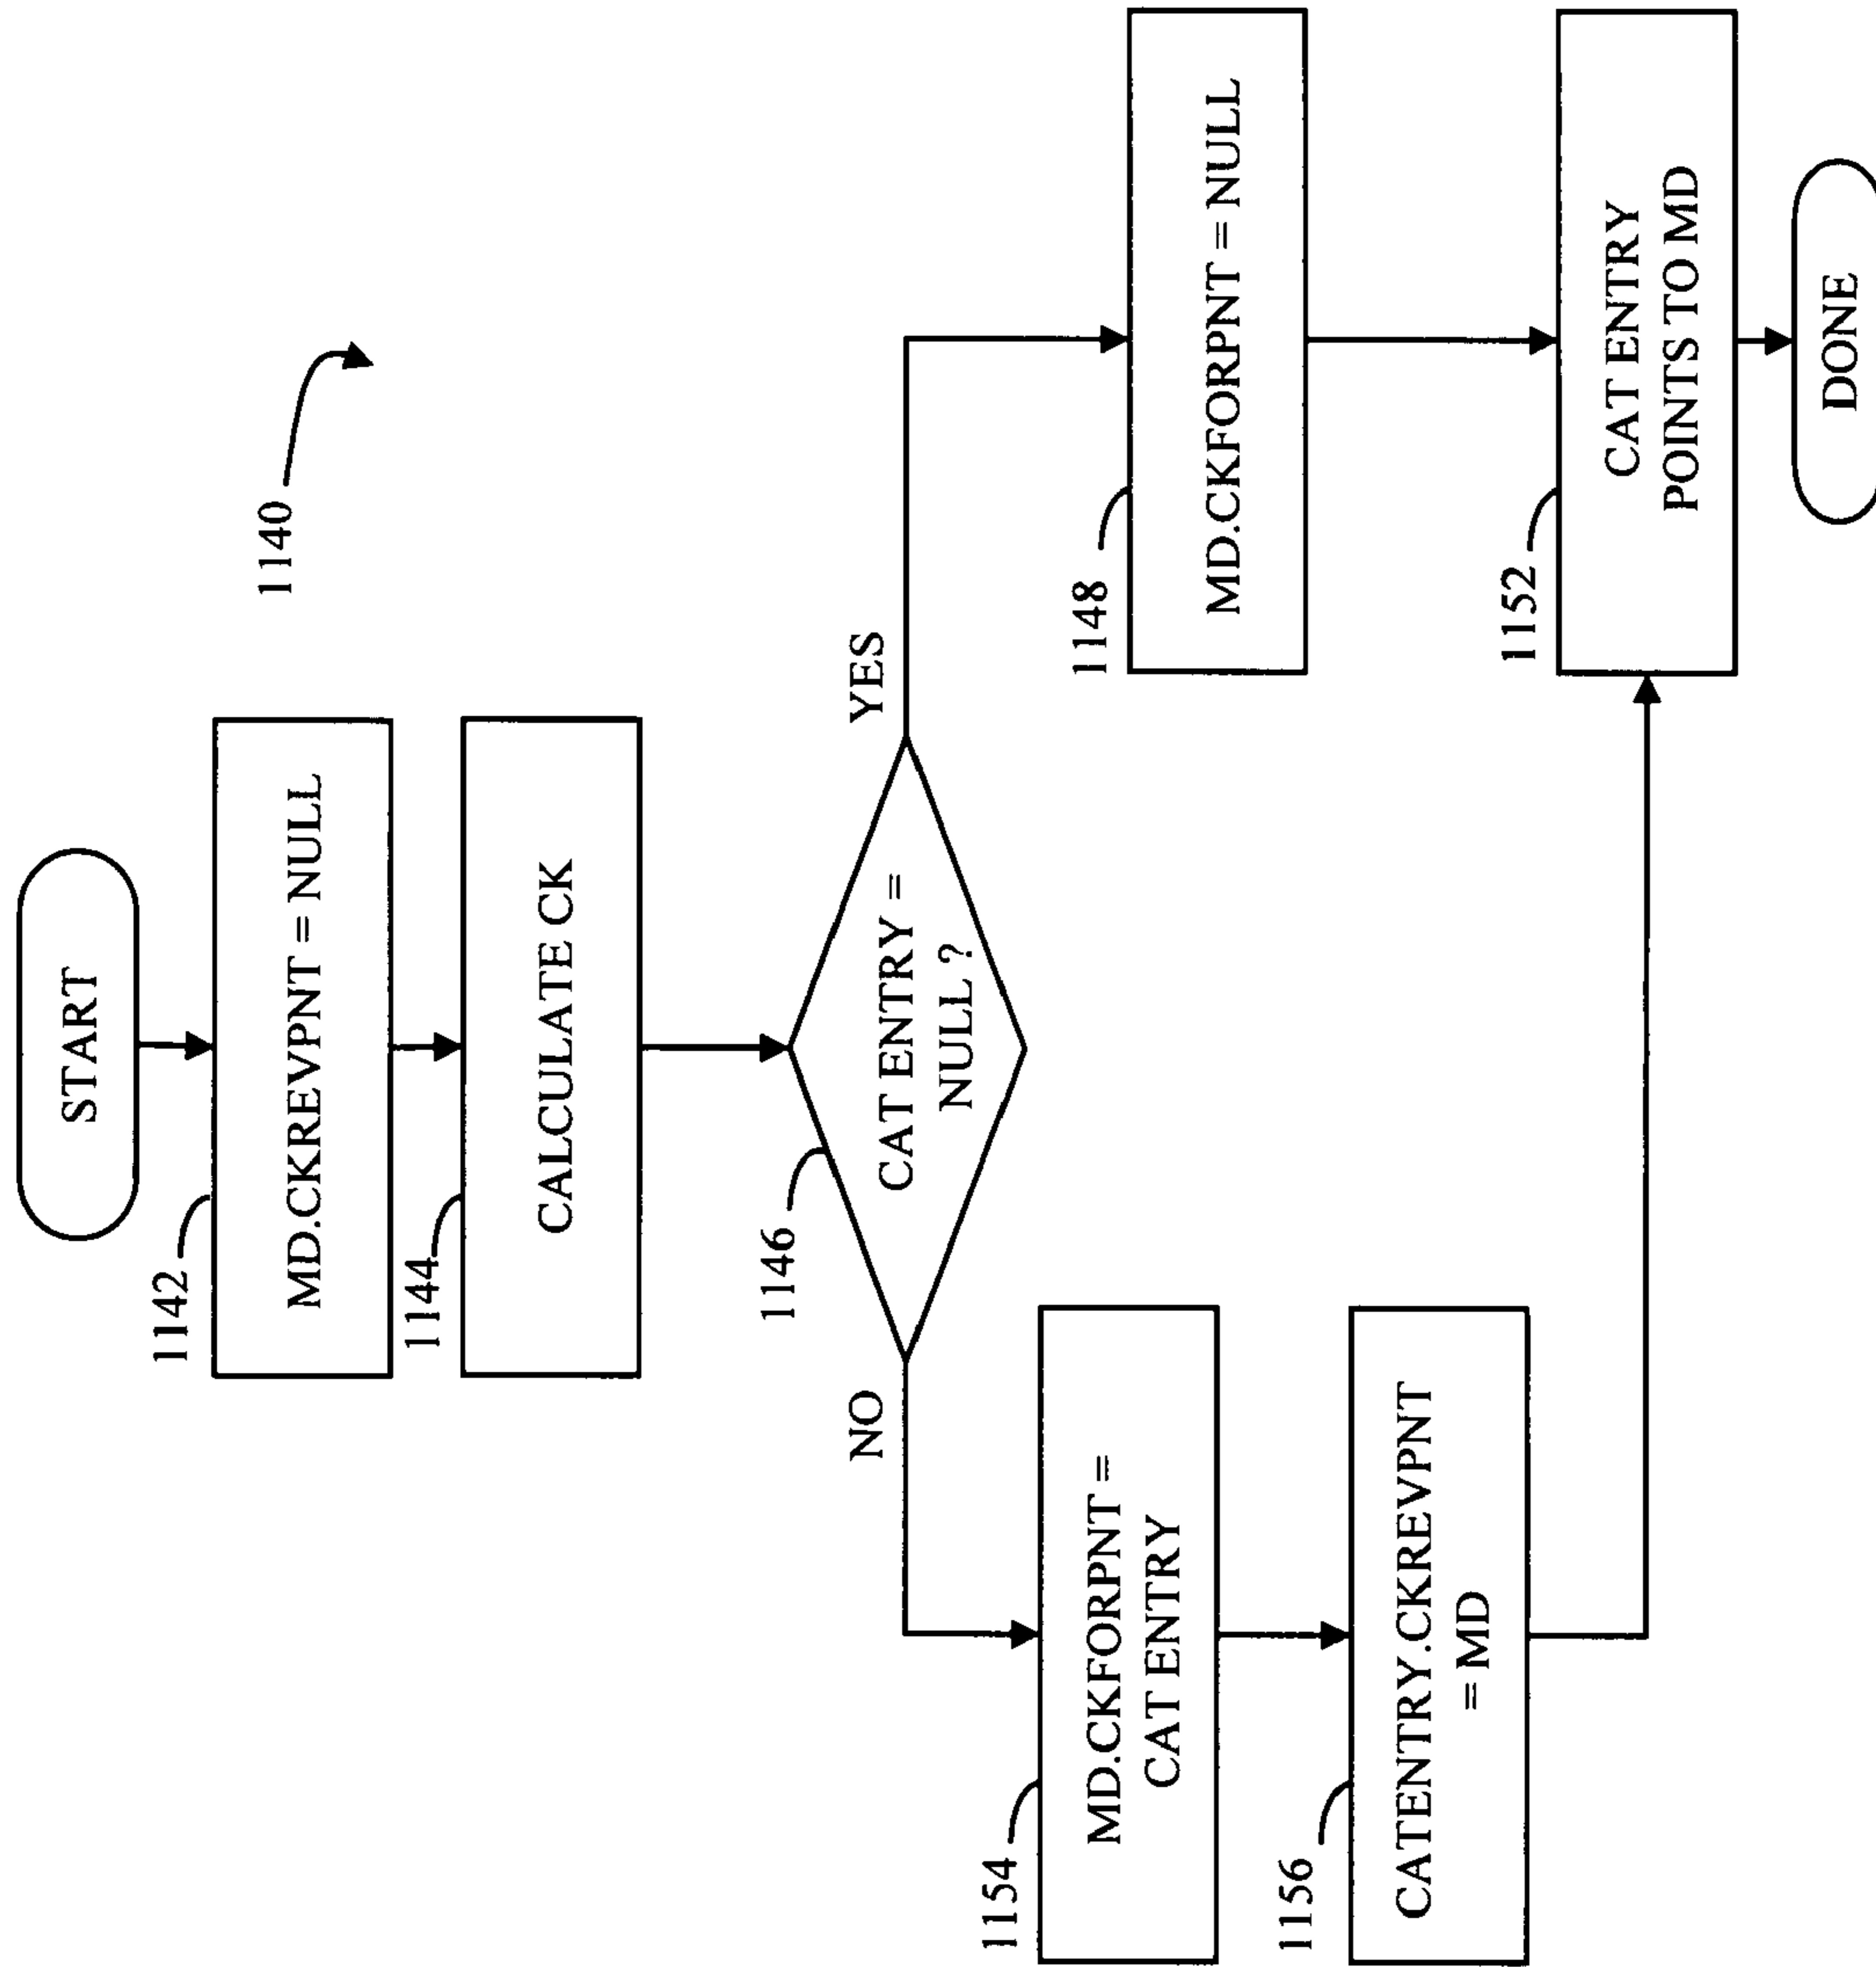 START
1140
1142
MD.CKREVPNT = NULL
1144
CALCULATE CK
1146
CAT ENTRY =
NULL ?
NO
YES
1154
MD.CKFORPNT =
CAT ENTRY
1148
MD.CKFORPNT = NULL
1156
CATENTRY.CKREVPNT
= MD
1152
CAT ENTRY
POINTS TO MD
DONE